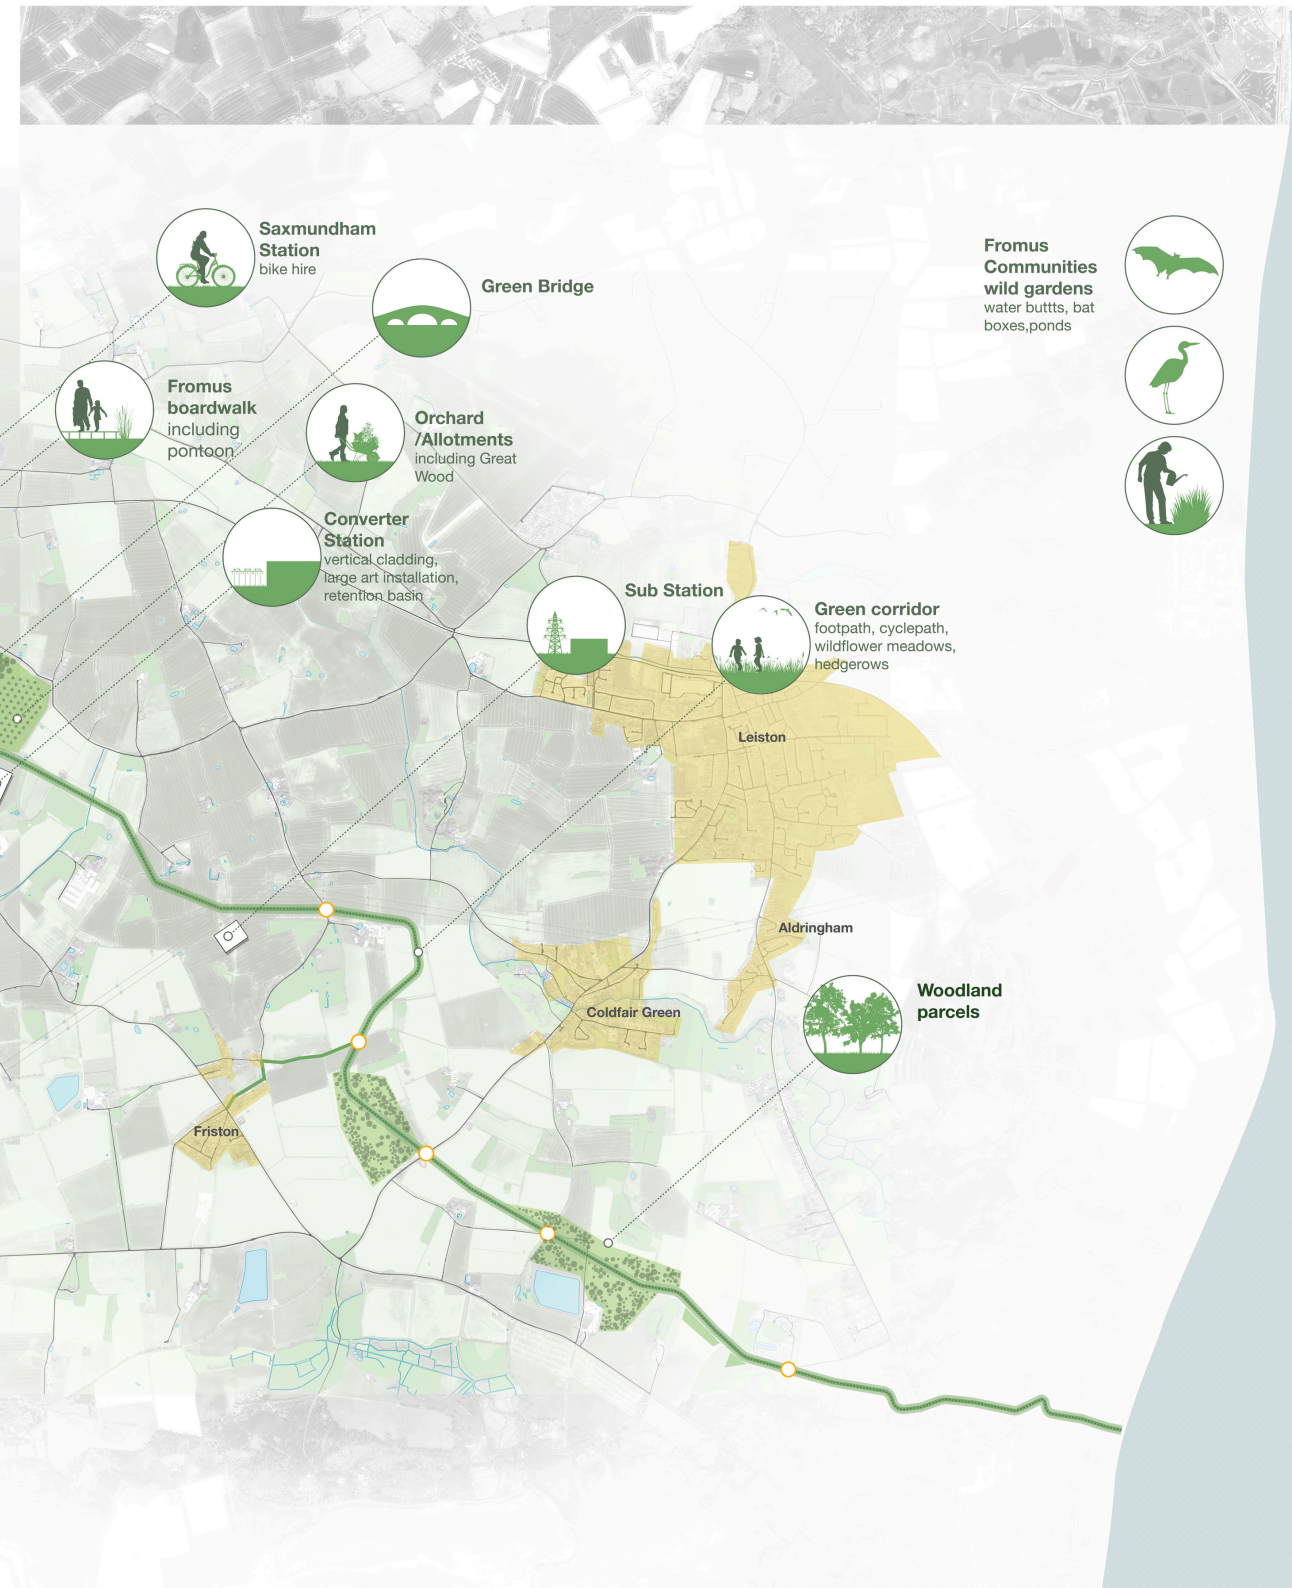 Saxmundham
Station
bike hire
Green Bridge
Fromus
Communities
wild gardens
water buttts, bat
boxes,ponds
Fromus
boardwalk
including
pontoon
Orchard
/Allotments
including Great
Wood
Converter
Station
vertical cladding,
large art installation,
retention basin
Sub Station
Green corridor
footpath, cyclepath,
wildflower meadows,
hedgerows
Leiston
Aldringham
Woodland
parcels
Coldfair Green
Friston